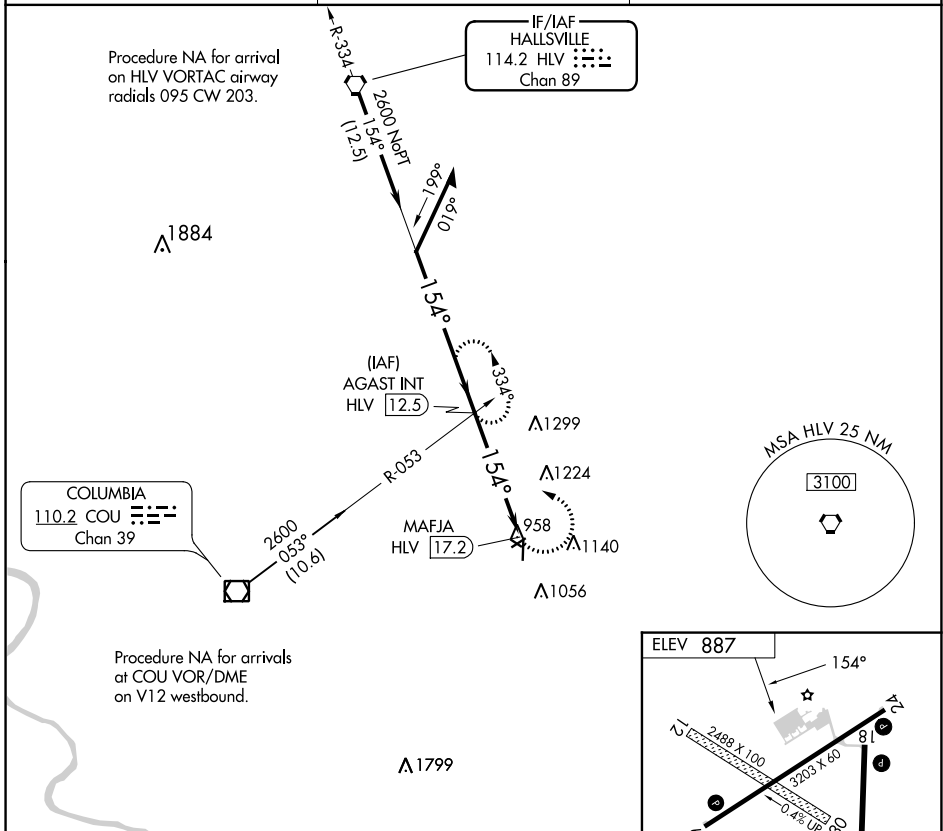 Procedure NA for arrival
on HLV VORTAC airway
radials 095 CW 203.
R-334
IF/IAF
HALLSVILLE
114.2 HLV
Chan 89
2600 NoPT
154°
(12.5)
199°
019°
1884
154°
(IAF)
AGAST INT
HLV 12.5
334°
1299
R-053
154°
1224
MSA HLV 25 NM
3100
COLUMBIA
110.2 COU
Chan 39
2600
053°
(10.6)
MAFJA
HLV 17.2
958
1140
1056
Procedure NA for arrivals
at COU VOR/DME
on V12 westbound.
1799
ELEV 887
154°
24
12
2488 X 100
18
P
3203 X 60
P
P
0.4% UP
30